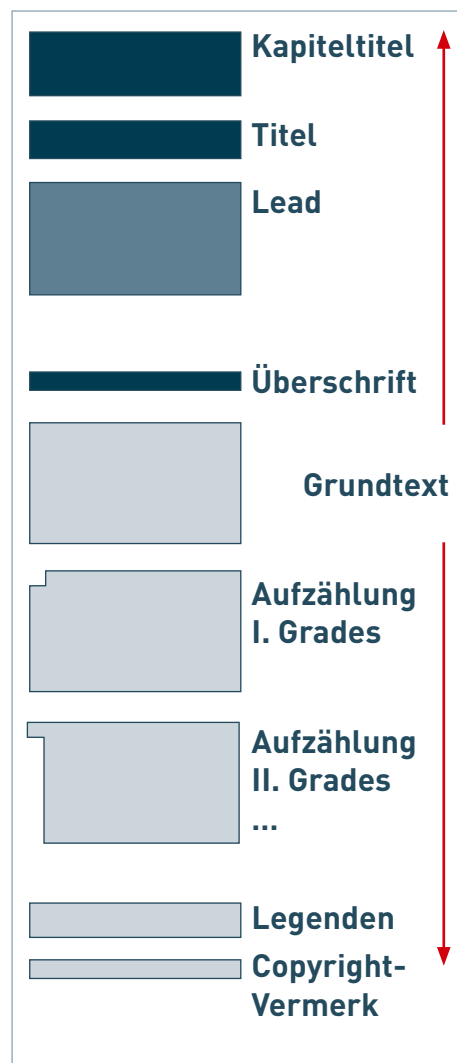 Kapiteltitel
Titel
Lead
Überschrift
Grundtext
Aufzählung
I. Grades
Aufzählung
II. Grades
...
Legenden
Copyright-
Vermerk